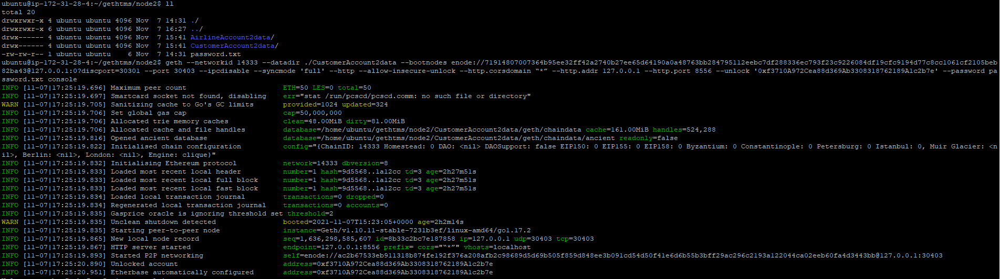 ubuntu@ip-172-31-28-4:~/gethtms/node2$ ll
total 20
drwxrwxr-x 4 ubuntu ubuntu 4096 Nov  7 14:31 ./
drwxrwxr-x 6 ubuntu ubuntu 4096 Nov  7 16:27 ../
drwx------ 4 ubuntu ubuntu 4096 Nov  7 15:41 AirlineAccount2data/
drwx------ 4 ubuntu ubuntu 4096 Nov  7 15:41 CustomerAccount2data/
-rw-rw-r-- 1 ubuntu ubuntu    6 Nov  7 14:31 password.txt
ubuntu@ip-172-31-28-4:~/gethtms/node2$ geth --networkid 14333 --datadir ./CustomerAccount2data --bootnodes enode://71914807007364b95ee32ff42a2740b27ee65d64190a0a48763bb284795112eebc7df288336ec793f23c9226084df19cfc9194d77c8cc1061cf2105beb
82ba43@127.0.0.1:0?discport=30301 --port 30403 --ipcdisable --syncmode 'full' --http --allow-insecure-unlock --http.corsdomain “*” --http.addr 127.0.0.1 --http.port 8556 --unlock '0xf3710A972Cea88d369Ab3308318762189A1c2b7e' --password pa
ssword.txt console
INFO [11-07|17:25:19.696] Maximum peer count                       ETH=50 LES=0 total=50
INFO [11-07|17:25:19.697] Smartcard socket not found, disabling    err="stat /run/pcscd/pcscd.comm: no such file or directory"
WARN [11-07|17:25:19.705] Sanitizing cache to Go's GC limits       provided=1024 updated=324
INFO [11-07|17:25:19.706] Set global gas cap                       cap=50,000,000
INFO [11-07|17:25:19.706] Allocated trie memory caches             clean=48.00MiB dirty=81.00MiB
INFO [11-07|17:25:19.706] Allocated cache and file handles         database=/home/ubuntu/gethtms/node2/CustomerAccount2data/geth/chaindata cache=161.00MiB handles=524,288
INFO [11-07|17:25:19.816] Opened ancient database                  database=/home/ubuntu/gethtms/node2/CustomerAccount2data/geth/chaindata/ancient readonly=false
INFO [11-07|17:25:19.822] Initialised chain configuration          config="{ChainID: 14333 Homestead: 0 DAO: <nil> DAOSupport: false EIP150: 0 EIP155: 0 EIP158: 0 Byzantium: 0 Constantinople: 0 Petersburg: 0 Istanbul: 0, Muir Glacier: <n
il>, Berlin: <nil>, London: <nil>, Engine: clique}"
INFO [11-07|17:25:19.832] Initialising Ethereum protocol           network=14333 dbversion=8
INFO [11-07|17:25:19.833] Loaded most recent local header          number=1 hash=9d5568..1a12cc td=3 age=2h27m51s
INFO [11-07|17:25:19.833] Loaded most recent local full block      number=1 hash=9d5568..1a12cc td=3 age=2h27m51s
INFO [11-07|17:25:19.833] Loaded most recent local fast block      number=1 hash=9d5568..1a12cc td=3 age=2h27m51s
INFO [11-07|17:25:19.834] Loaded local transaction journal         transactions=0 dropped=0
INFO [11-07|17:25:19.834] Regenerated local transaction journal    transactions=0 accounts=0
INFO [11-07|17:25:19.835] Gasprice oracle is ignoring threshold set threshold=2
WARN [11-07|17:25:19.835] Unclean shutdown detected                booted=2021-11-07T15:23:05+0000 age=2h2m14s
INFO [11-07|17:25:19.835] Starting peer-to-peer node               instance=Geth/v1.10.11-stable-7231b3ef/linux-amd64/go1.17.2
INFO [11-07|17:25:19.865] New local node record                    seq=1,636,298,585,607 id=8b33c2bc7e187858 ip=127.0.0.1 udp=30403 tcp=30403
INFO [11-07|17:25:19.867] HTTP server started                      endpoint=127.0.0.1:8556 prefix= cors="“*”" vhosts=localhost
INFO [11-07|17:25:19.893] Started P2P networking                   self=enode://ac2b67533eb911318b874fe192f376a208afb2c98689d5d69b505f859d848ee3b091cd54d50f41e6d6b55b3bff29ac296c2193a122044ca02eeb60fa4d3443bb@127.0.0.1:30403
INFO [11-07|17:25:20.890] Unlocked account                         address=0xf3710A972Cea88d369Ab3308318762189A1c2b7e
INFO [11-07|17:25:20.951] Etherbase automatically configured       address=0xf3710A972Cea88d369Ab3308318762189A1c2b7e